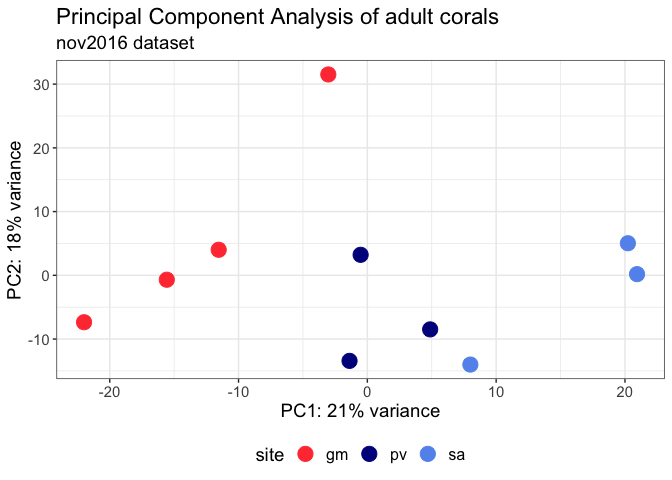 Principal Component Analysis of adult corals
nov2016 dataset
30
20
10
0
-10
PC2: 18% variance
-20
-10
0
10
20
PC1: 21% variance
site gm pv sa